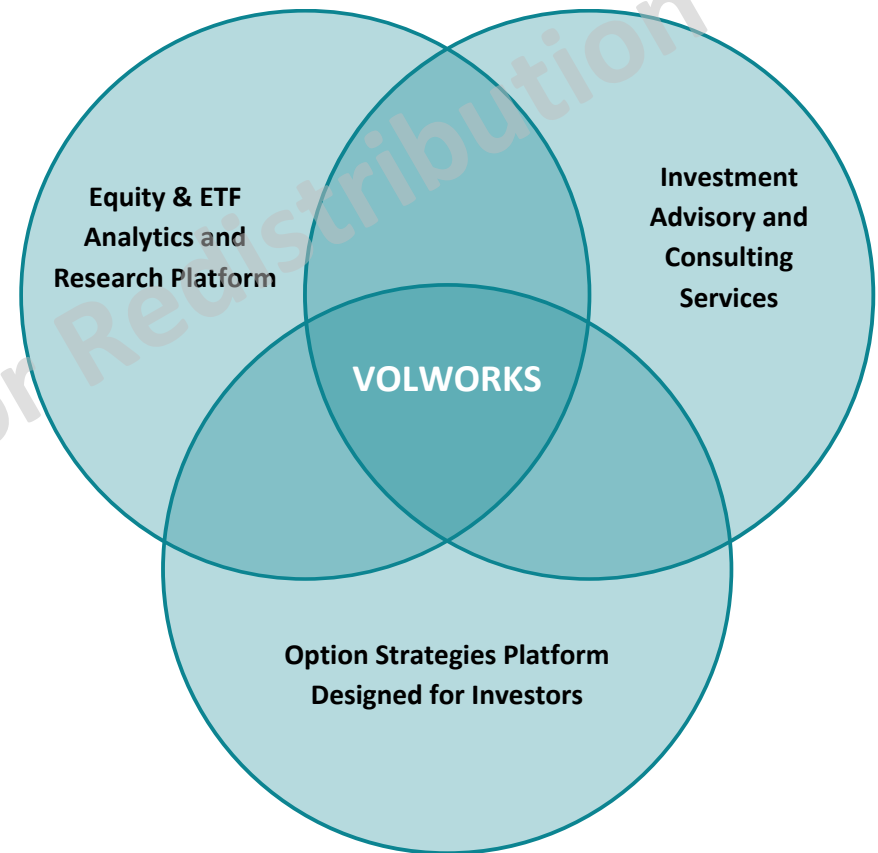 Equity & ETF
Analytics and
Research Platform
Investment
Advisory and
Consulting
Services
VOLWORKS
Option Strategies Platform
Designed for Investors
or Redistribution